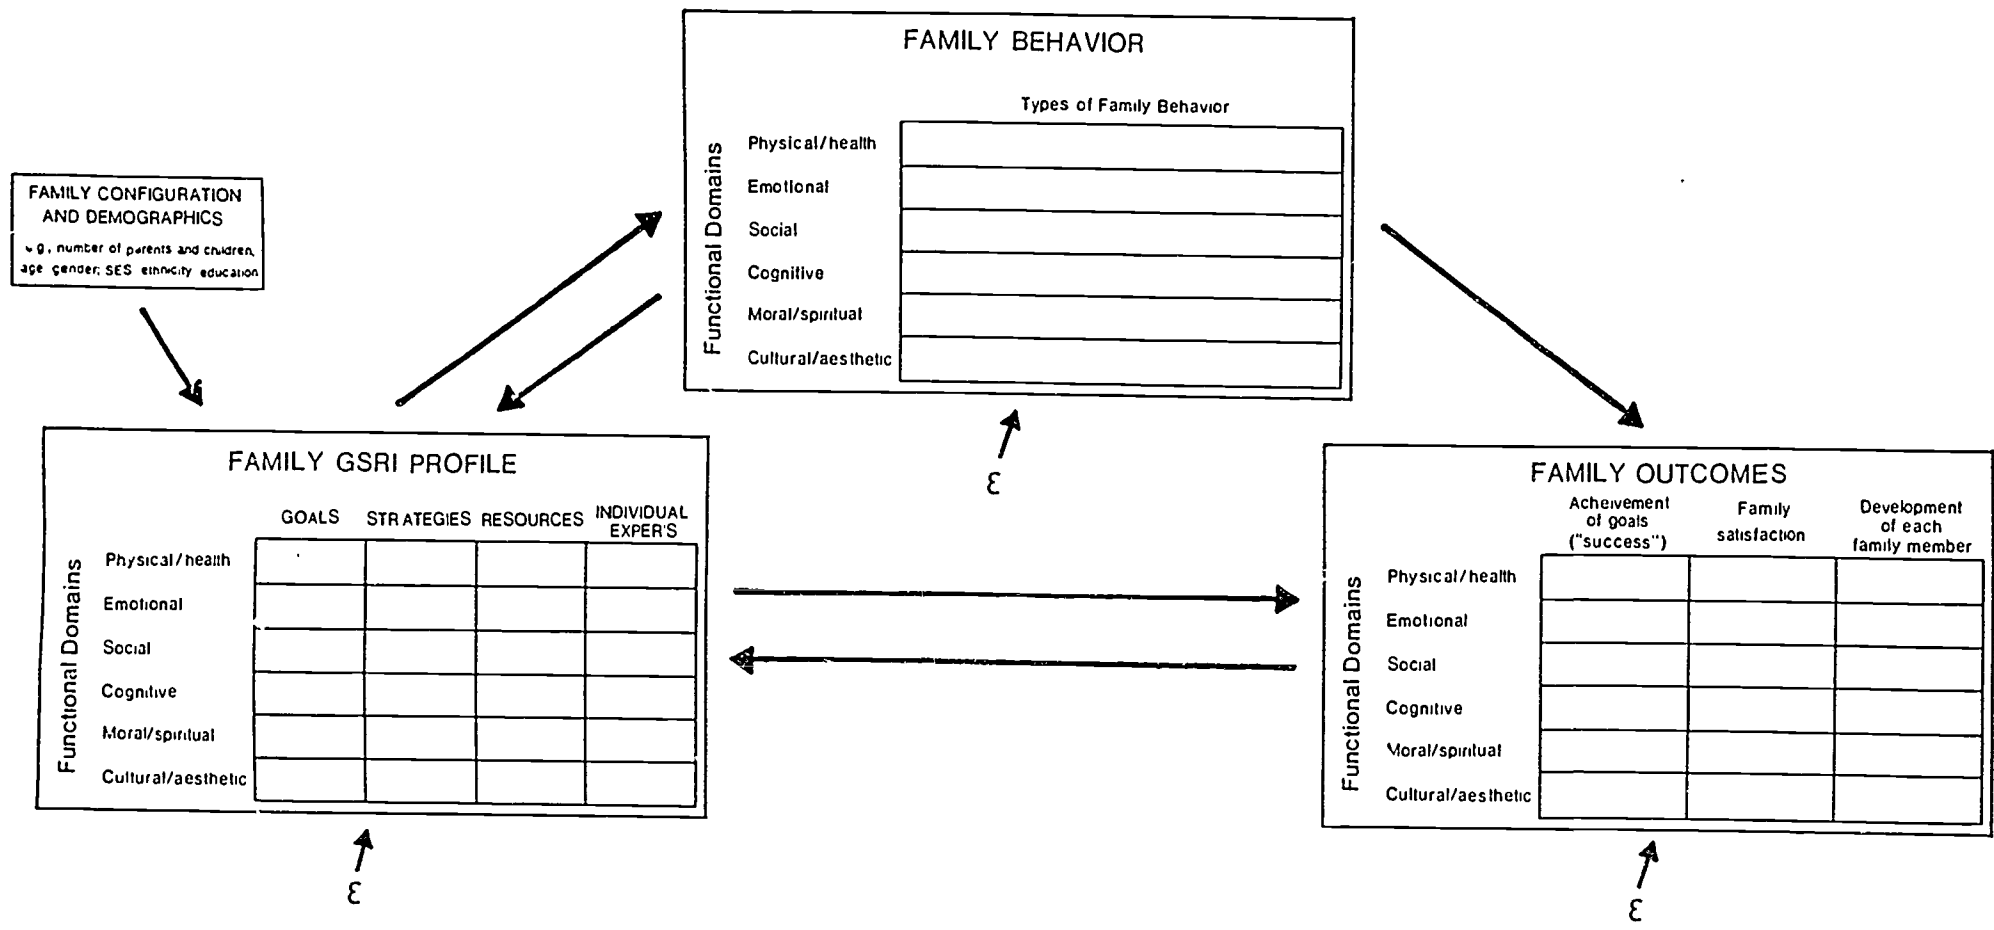 FAMILY BEHAVIOR
Types of Family Behavior
Functional Domains
Physical/health
Emotional
Social
Cognitive
Moral/spiritual
Cultural/aesthetic
ε
FAMILY CONFIGURATION
AND DEMOGRAPHICS
e.g., number of parents and children,
age gender; SES ethnicity education
FAMILY GSRI PROFILE
GOALS STRATEGIES RESOURCES INDIVIDUAL
EXPER'S
Functional Domains
Physical/health
Emotional
Social
Cognitive
Moral/spiritual
Cultural/aesthetic
ε
FAMILY OUTCOMES
Acheivement
of goals
("success")
Family
satisfaction
Development
of each
family member
Functional Domains
Physical/health
Emotional
Social
Cognitive
Moral/spiritual
Cultural/aesthetic
ε